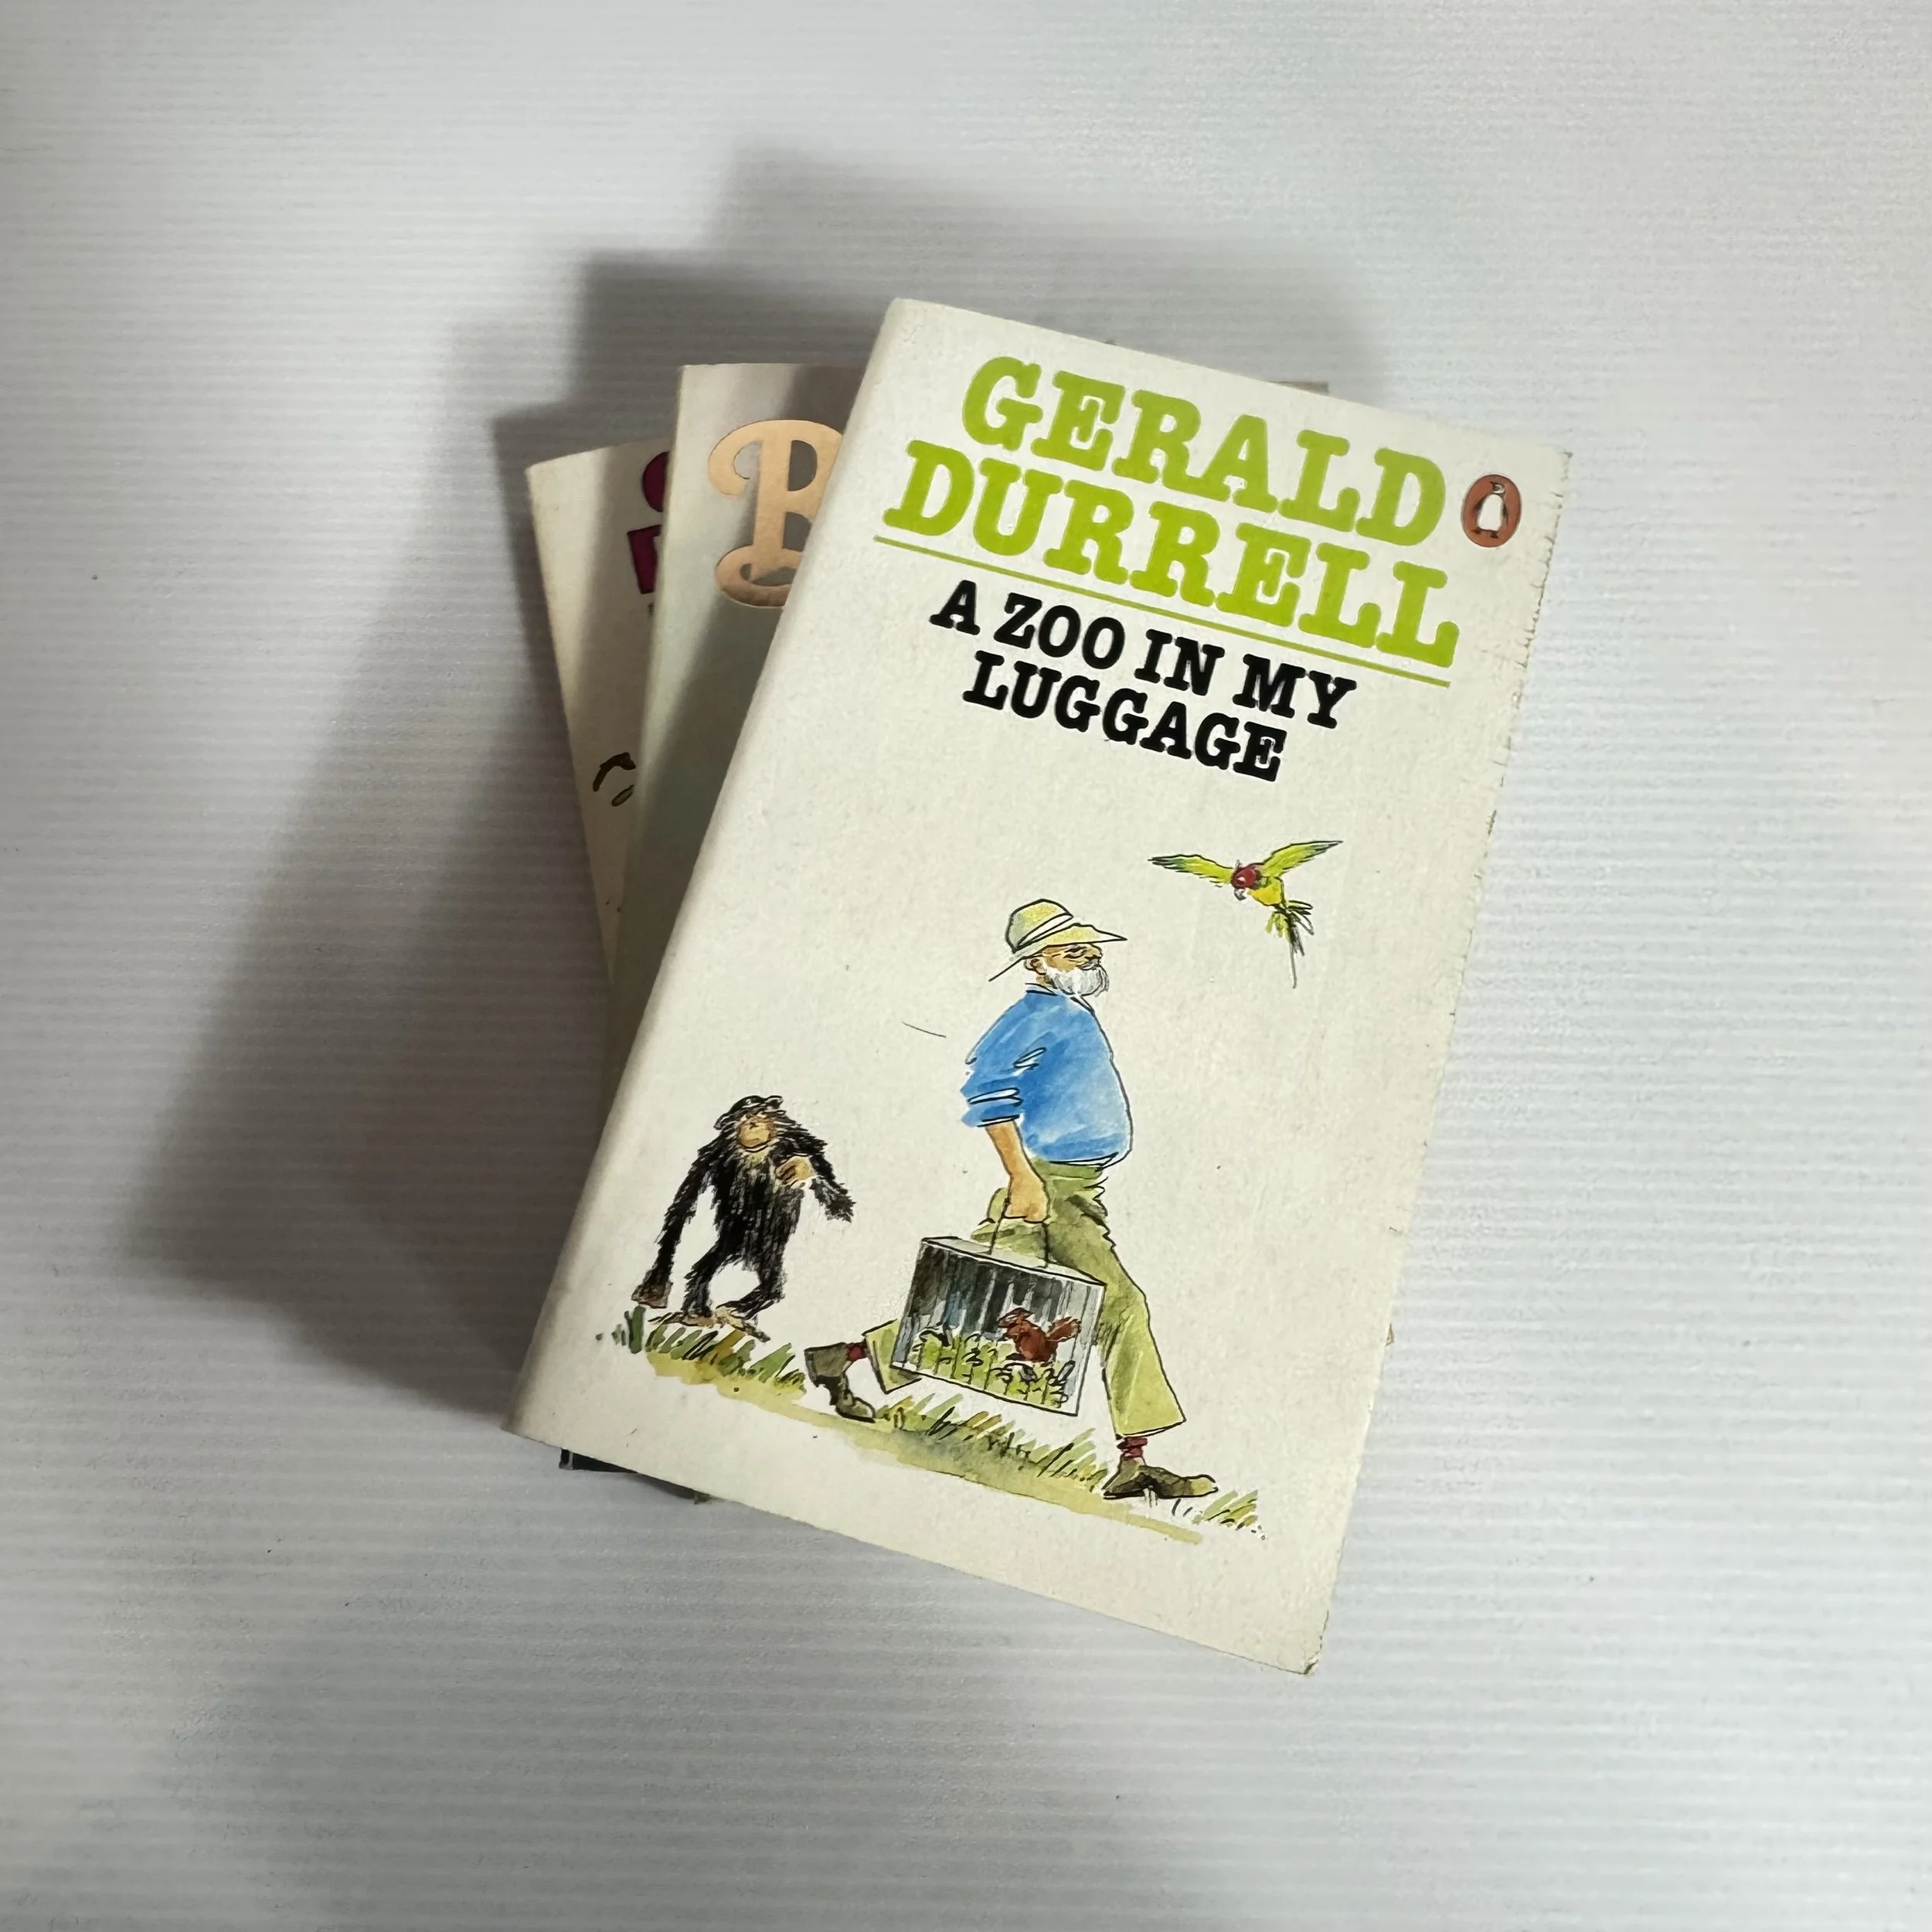 GERALD
DURRELL
A ZOO IN MY
LUGGAGE
B